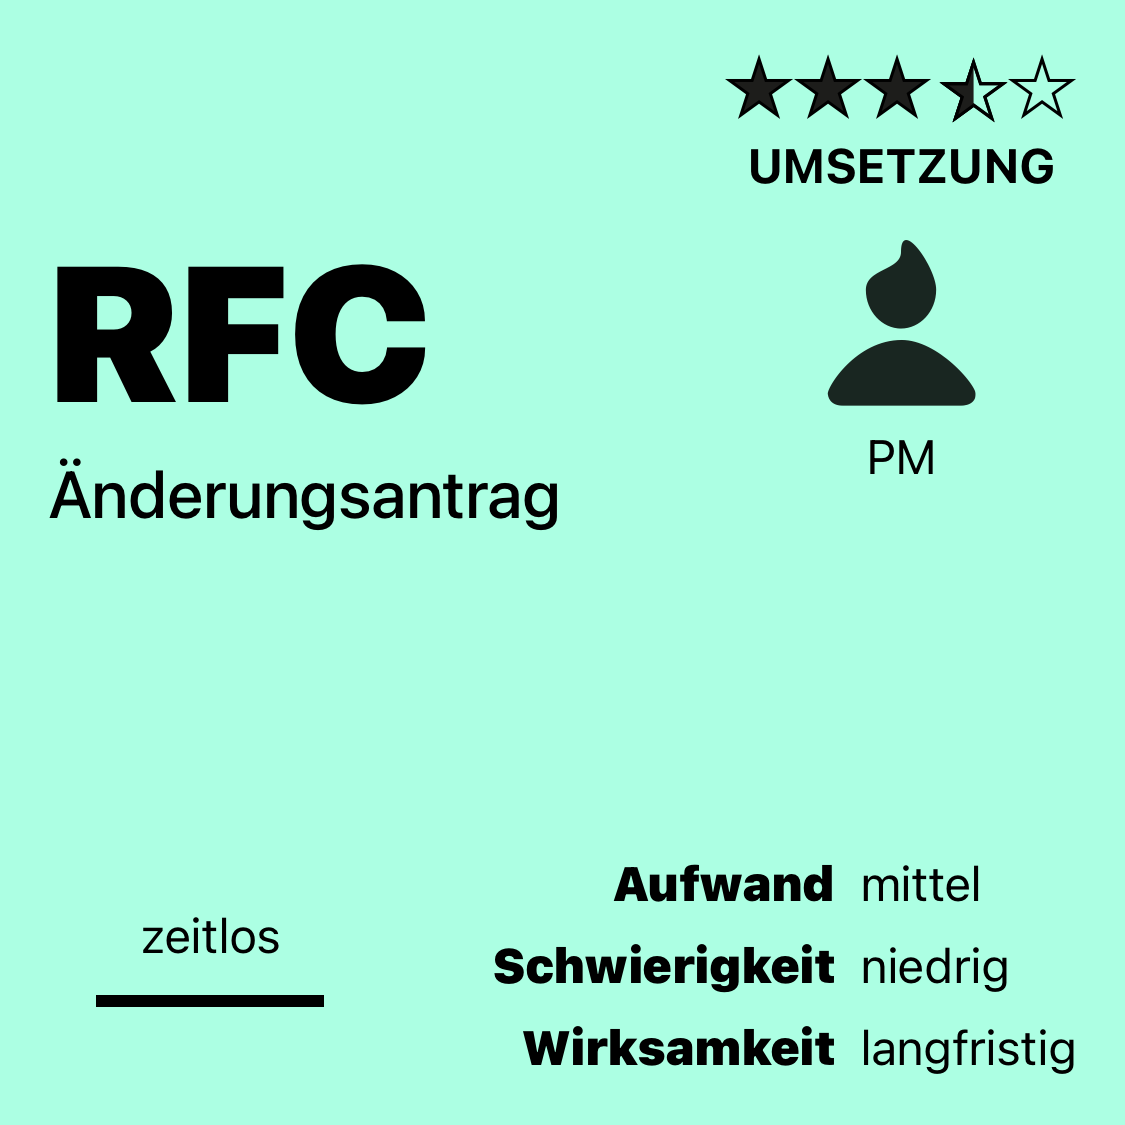 UMSETZUNG
RFC
Änderungsantrag
PM
zeitlos
Aufwand mittel
Schwierigkeit niedrig
Wirksamkeit langfristig